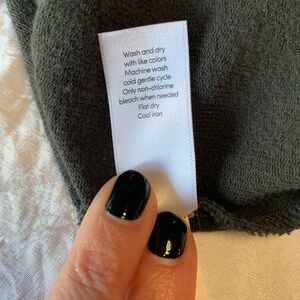 Wash and dry
with like colors
Machine wash
cold gentle cycle
Only non-chlorine
bleach when needed
Flat dry
Cool iron